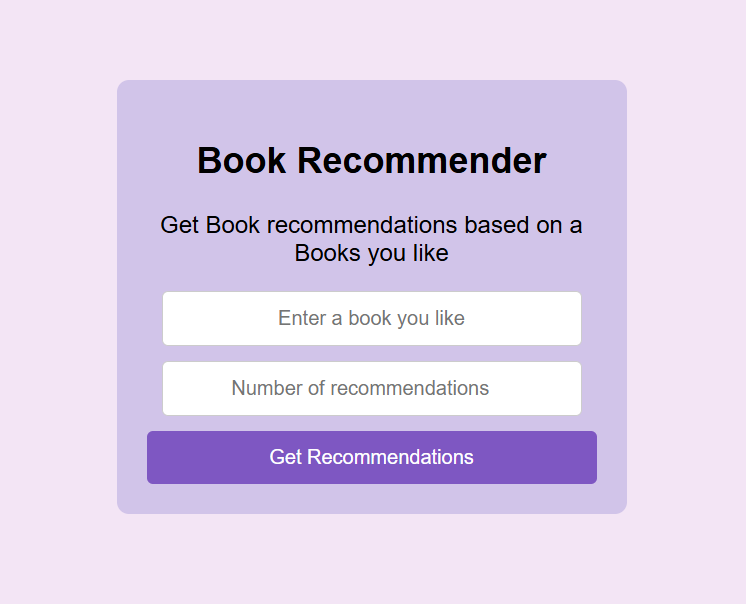 Book Recommender
Get Book recommendations based on a
Books you like
Enter a book you like
Number of recommendations
Get Recommendations